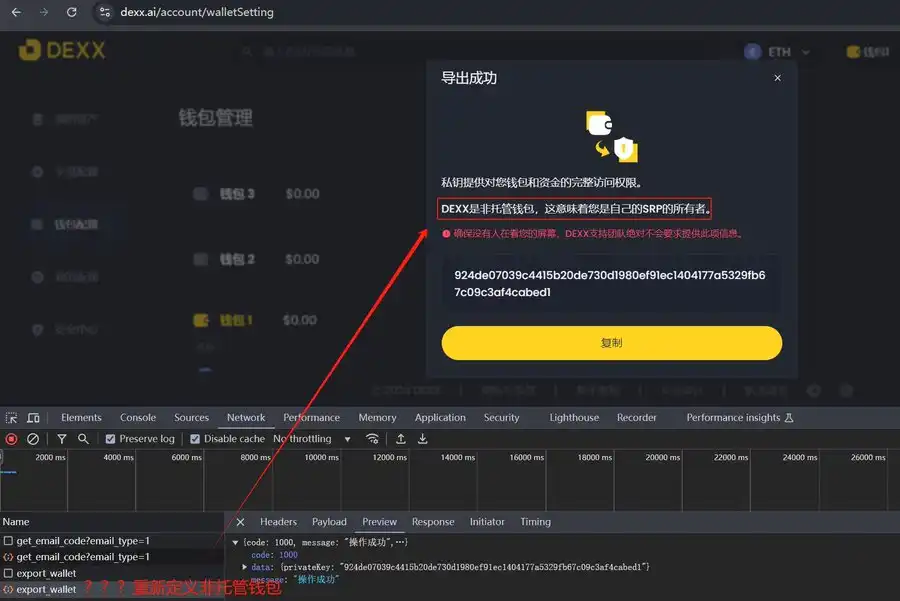 dexx.ai/account/walletSetting
DEXX
ETH
钱包1
导出成功
钱包管理
私钥提供对您钱包和资金的完整访问权限。
钱包 3 $0.00
DEXX是非托管钱包，这意味着您是自己的SRP的所有者。
确保没有人在看您的屏幕，DEXX支持团队绝对不会要求提供此项信息。
钱包配置
钱包 2 $0.00
924de07039c4415b20de730d1980ef91ec1404177a5329fb6
7c09c3af4cabed1
钱包 1 $0.00
复制
Elements Console Sources Network Performance Memory Application Security Lighthouse Recorder Performance insights
Preserve log Disable cache No throttling
2000 ms 4000 ms 6000 ms 8000 ms 10000 ms 12000 ms 14000 ms 16000 ms 18000 ms 20000 ms 22000 ms 24000 ms 26000 ms
Name Headers Payload Preview Response Initiator Timing
get_email_code?email_type=1 {code: 1000, message: "操作成功",…}
get_email_code?email_type=1 code: 1000
export_wallet data: {privateKey: "924de07039c4415b20de730d1980ef91ec1404177a5329fb67c09c3af4cabed1"}
export_wallet ？？？重新定义非托管钱包 message: "操作成功"